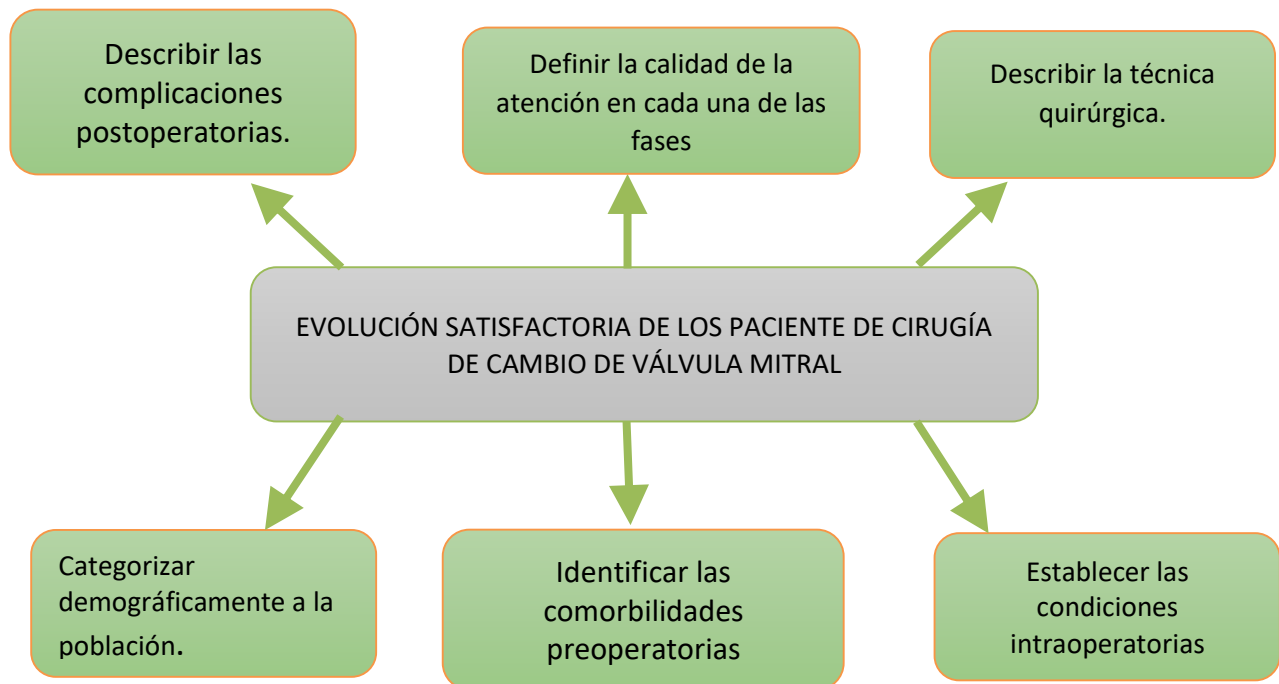 Describir las
complicaciones
postoperatorias.
Definir la calidad de la
atención en cada una de las
fases
Describir la técnica
quirúrgica.
EVOLUCIÓN SATISFACTORIA DE LOS PACIENTE DE CIRUGÍA
DE CAMBIO DE VÁLVULA MITRAL
Categorizar
demográficamente a la
población.
Identificar las
comorbilidades
preoperatorias
Establecer las
condiciones
intraoperatorias